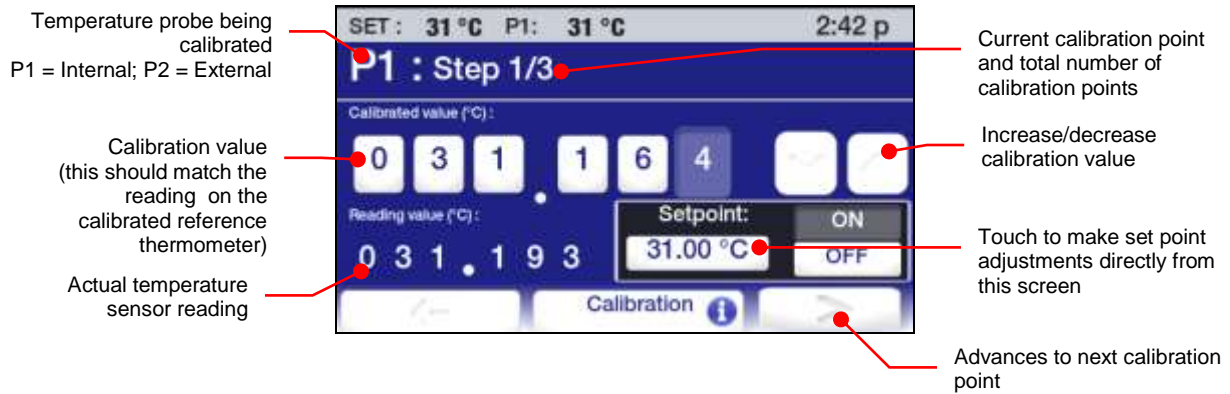 Temperature probe being
calibrated
P1 = Internal; P2 = External
Calibration value
(this should match the
reading on the
calibrated reference
thermometer)
Actual temperature
sensor reading
SET : 31 °C P1: 31 °C 2:42 p
P1 : Step 1/3
Calibrated value (°C) :
0 3 1 . 1 6 4
Reading value (°C) :
0 3 1 . 1 9 3
Setpoint:
31.00 °C
ON
OFF
Calibration i
Current calibration point
and total number of
calibration points
Increase/decrease
calibration value
Touch to make set point
adjustments directly from
this screen
Advances to next calibration
point